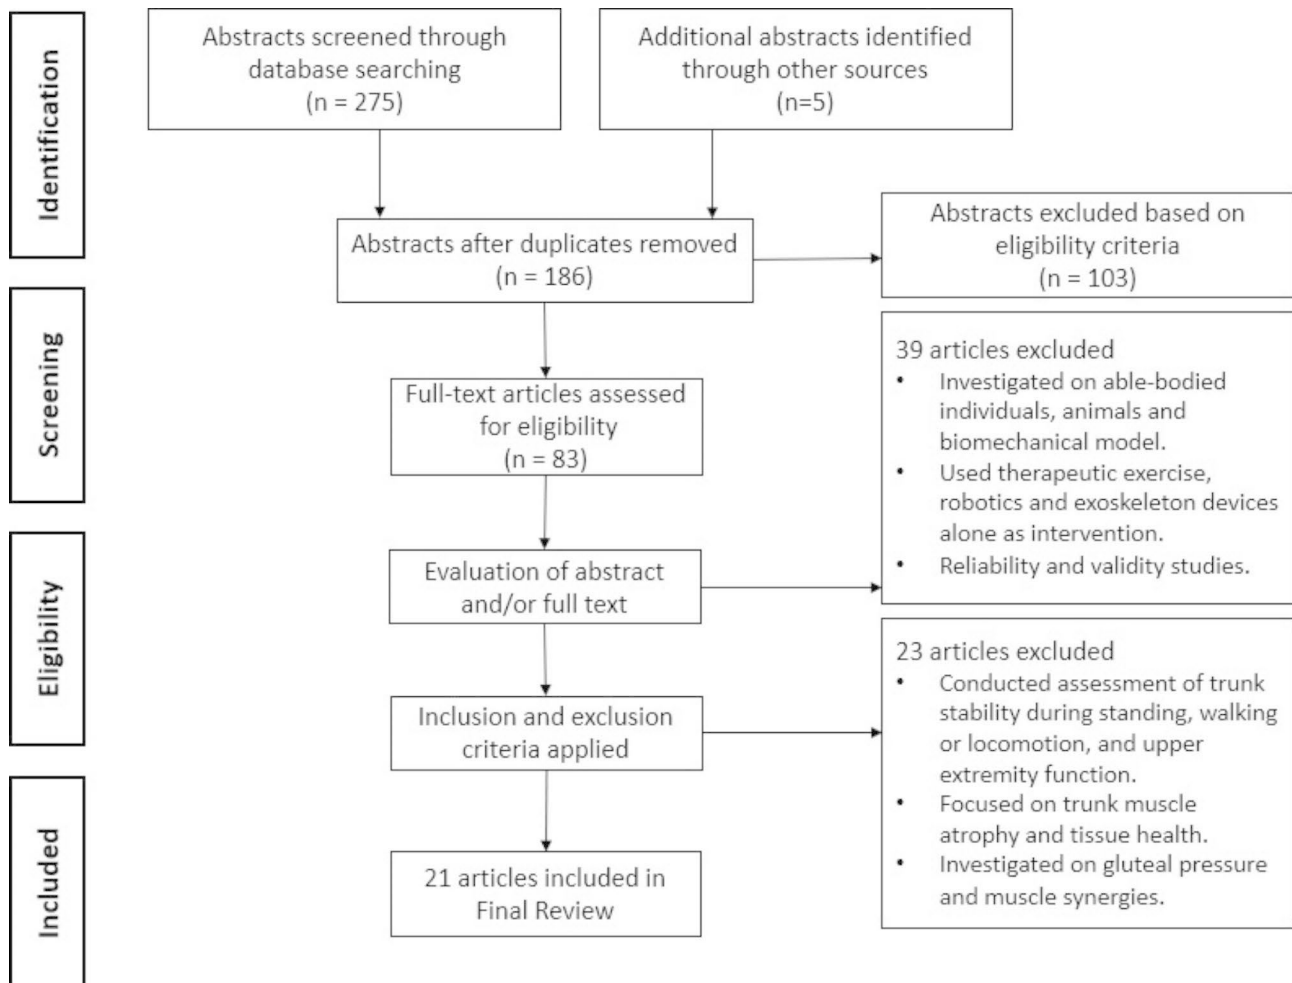 Identification
Abstracts screened through
database searching
(n = 275)
Additional abstracts identified
through other sources
(n=5)
Abstracts after duplicates removed
(n = 186)
Abstracts excluded based on
eligibility criteria
(n = 103)
Screening
Full-text articles assessed
for eligibility
(n = 83)
39 articles excluded
• Investigated on able-bodied
individuals, animals and
biomechanical model.
• Used therapeutic exercise,
robotics and exoskeleton devices
alone as intervention.
• Reliability and validity studies.
Eligibility
Evaluation of abstract
and/or full text
Inclusion and exclusion
criteria applied
23 articles excluded
• Conducted assessment of trunk
stability during standing, walking
or locomotion, and upper
extremity function.
• Focused on trunk muscle
atrophy and tissue health.
• Investigated on gluteal pressure
and muscle synergies.
Included
21 articles included in
Final Review